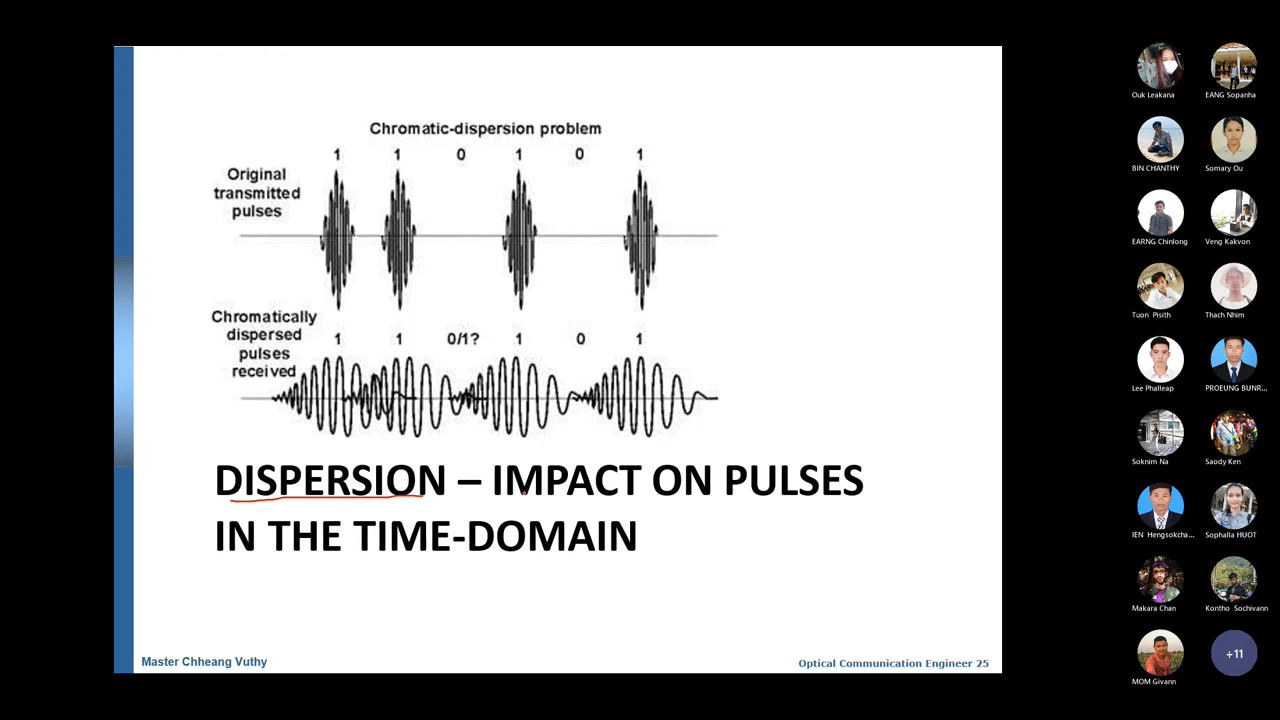 Chromatic-dispersion problem
1 1 0 1 0 1
Original
transmitted
pulses
Chromatically
dispersed
pulses
received
1 1 0/1? 1 0 1
DISPERSION – IMPACT ON PULSES
IN THE TIME-DOMAIN
Master Chheang Vuthy
Optical Communication Engineer 25
Ouk Leakana
EANG Sopanha
BIN CHANTHY
Somary Ou
EARNG Chinlong
Veng Kakvon
Tuon Pisith
Thach Nhim
Lee Phalleap
PROEUNG BUNR...
Soknim Na
Saody Ken
IEN Hengsokcha...
Sophalla HUOT
Makara Chan
Kontho Sochivann
MOM Givann
+11